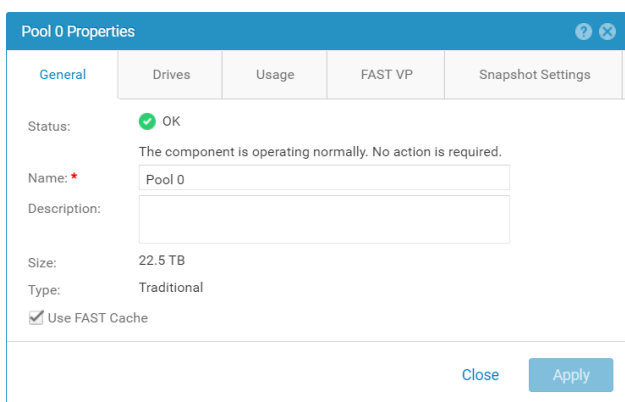 Pool 0 Properties
General Drives Usage FAST VP Snapshot Settings
Status: OK
The component is operating normally. No action is required.
Name: * Pool 0
Description:
Size: 22.5 TB
Type: Traditional
Use FAST Cache
Close Apply